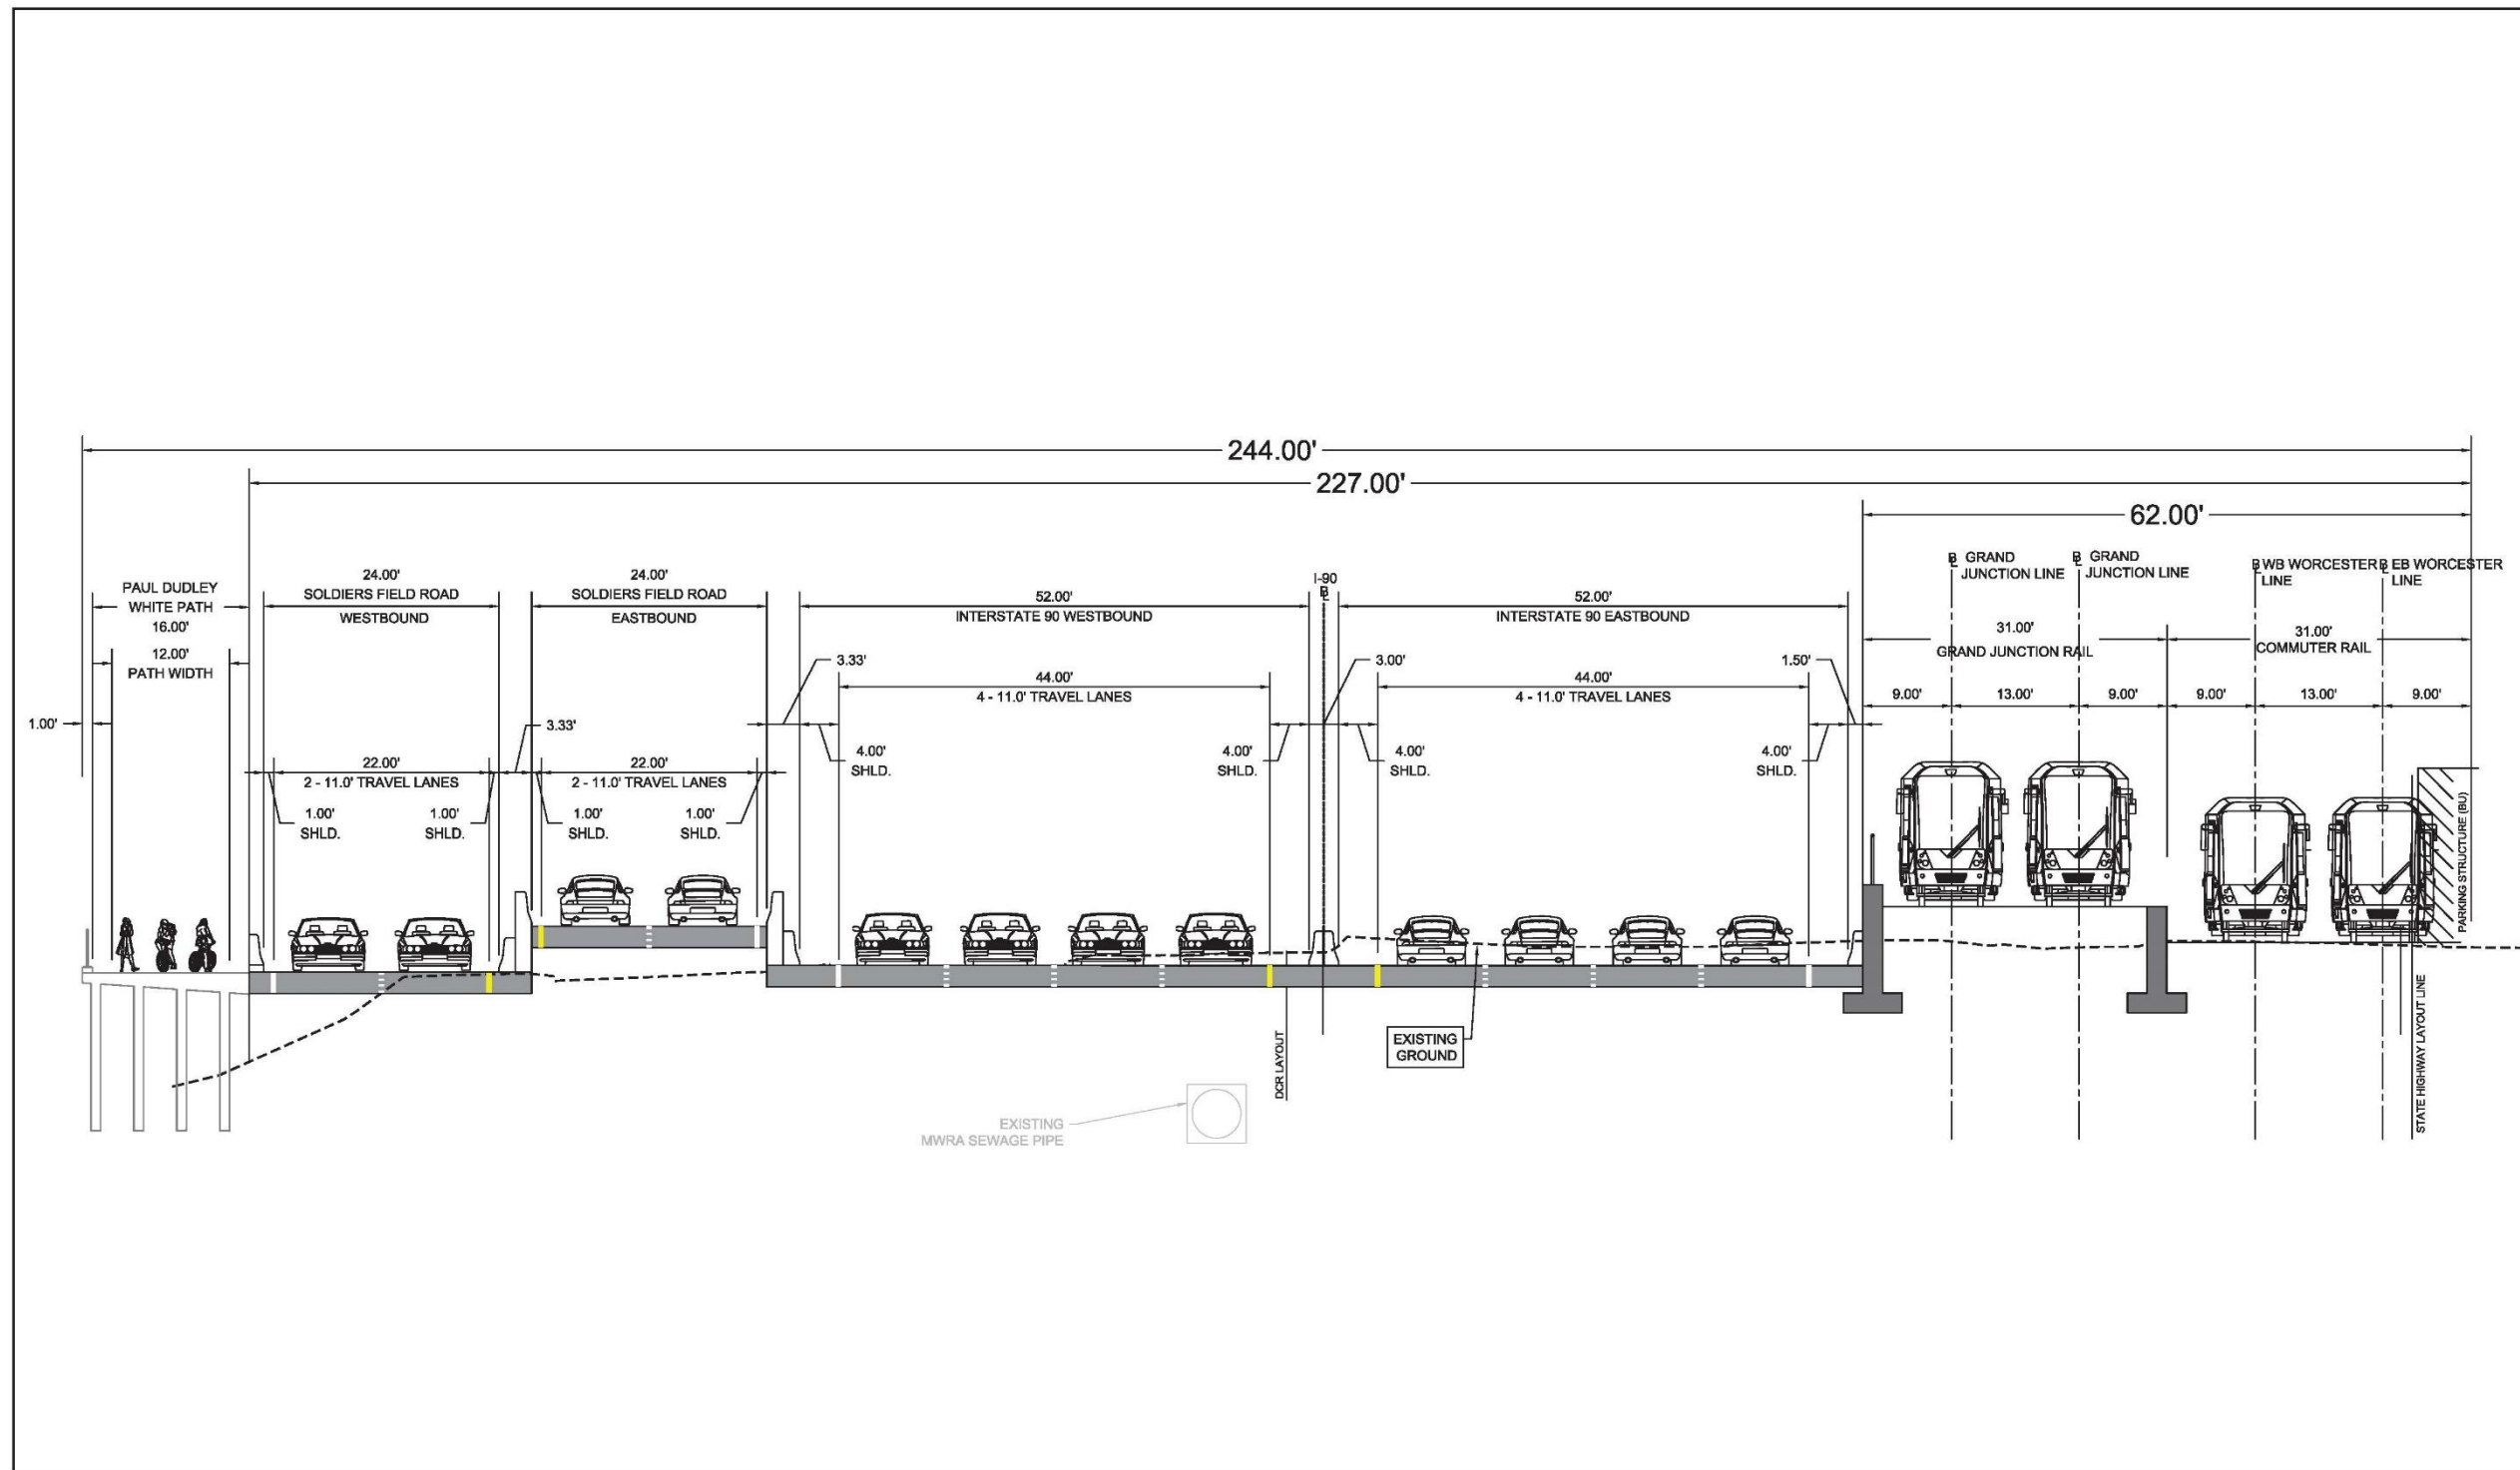 244.00'
227.00'
62.00'
PAUL DUDLEY
WHITE PATH
16.00'
12.00'
PATH WIDTH
1.00'
24.00'
SOLDIERS FIELD ROAD
WESTBOUND
24.00'
SOLDIERS FIELD ROAD
EASTBOUND
52.00'
INTERSTATE 90 WESTBOUND
I-90
BL
52.00'
INTERSTATE 90 EASTBOUND
BL GRAND
JUNCTION LINE
BL GRAND
JUNCTION LINE
BL WB WORCESTER
LINE
BL EB WORCESTER
LINE
31.00'
GRAND JUNCTION RAIL
31.00'
COMMUTER RAIL
3.33'
44.00'
4 - 11.0' TRAVEL LANES
3.00'
44.00'
4 - 11.0' TRAVEL LANES
1.50'
9.00'
13.00'
9.00'
9.00'
13.00'
9.00'
3.33'
4.00'
SHLD.
4.00'
SHLD.
4.00'
SHLD.
4.00'
SHLD.
22.00'
2 - 11.0' TRAVEL LANES
22.00'
2 - 11.0' TRAVEL LANES
1.00'
SHLD.
1.00'
SHLD.
1.00'
SHLD.
1.00'
SHLD.
PARKING STRUCTURE (BU)
DCR LAYOUT
EXISTING
GROUND
STATE HIGHWAY LAYOUT LINE
EXISTING
MWRA SEWAGE PIPE